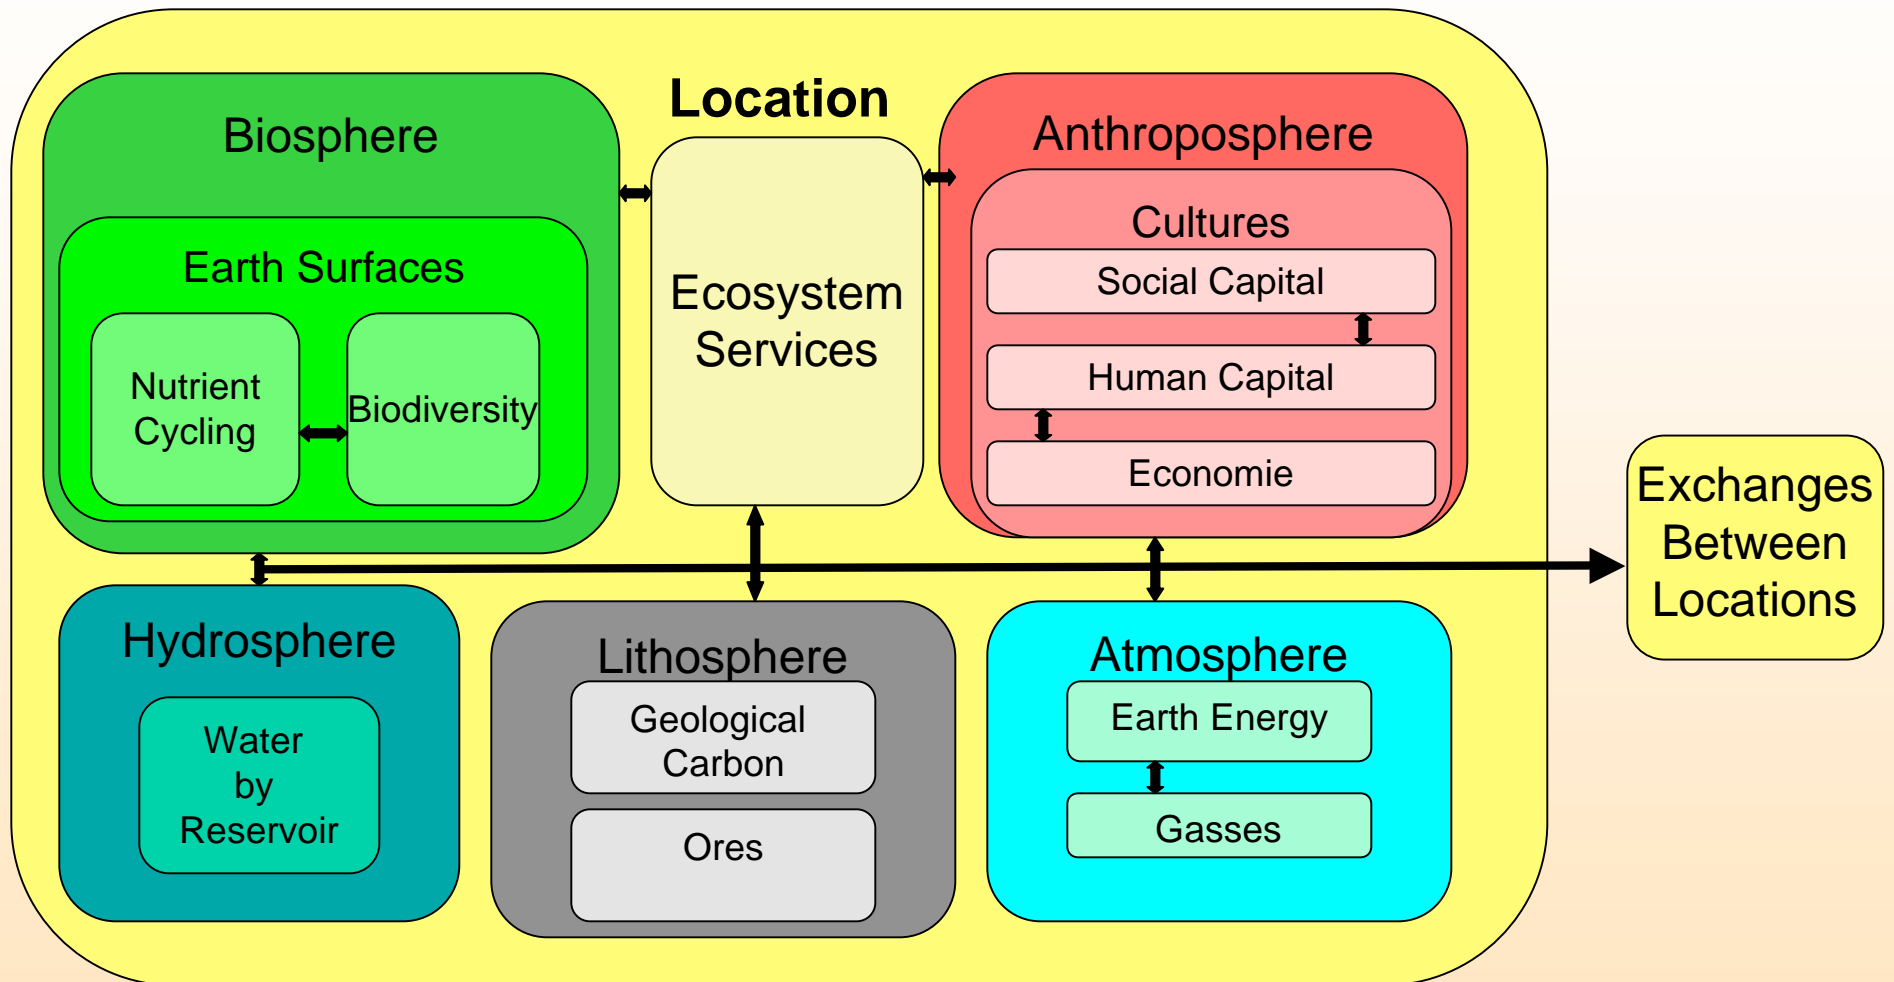 Location
Biosphere
Earth Surfaces
Nutrient
Cycling
Biodiversity
Ecosystem
Services
Anthroposphere
Cultures
Social Capital
Human Capital
Economie
Exchanges
Between
Locations
Hydrosphere
Water
by
Reservoir
Lithosphere
Geological
Carbon
Ores
Atmosphere
Earth Energy
Gasses